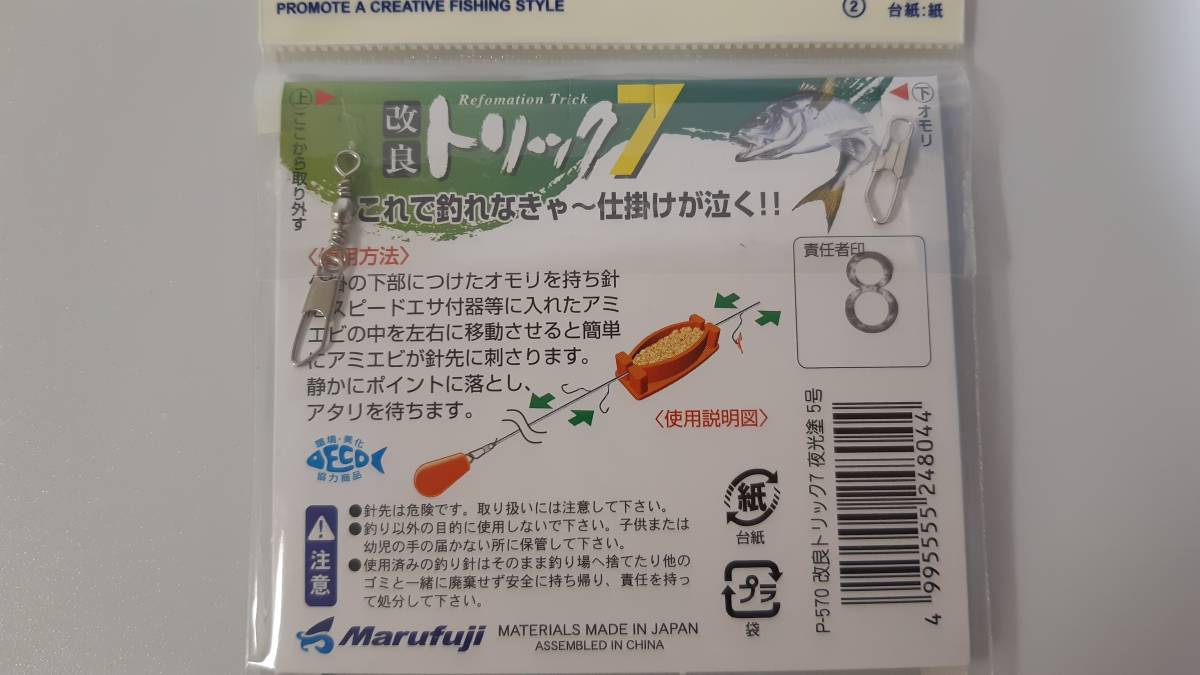 PROMOTE A CREATIVE FISHING STYLE
② 台紙:紙
上 ここから取り外す
Refomation Trick
改良 トリック7
下 オモリ
これで釣れなきゃ〜仕掛けが泣く!!
明方法〉
の下部につけたオモリを持ち針
スピードエサ付器等に入れたアミ
エビの中を左右に移動させると簡単
にアミエビが針先に刺さります。
静かにポイントに落とし、
アタリを待ちます。
〈使用説明図〉
責任者印
8
環境・美化
ECO
協力商品
注意
●針先は危険です。取り扱いには注意して下さい。
●釣り以外の目的に使用しないで下さい。子供または
幼児の手の届かない所に保管して下さい。
●使用済みの釣り針はそのまま釣り場へ捨てたり他の
ゴミと一緒に廃棄せず安全に持ち帰り、責任を持っ
て処分して下さい。
紙
台紙
プラ
袋
P-570 改良トリック7 夜光塗 5号
4 995555 248044
Marufuji
MATERIALS MADE IN JAPAN
ASSEMBLED IN CHINA